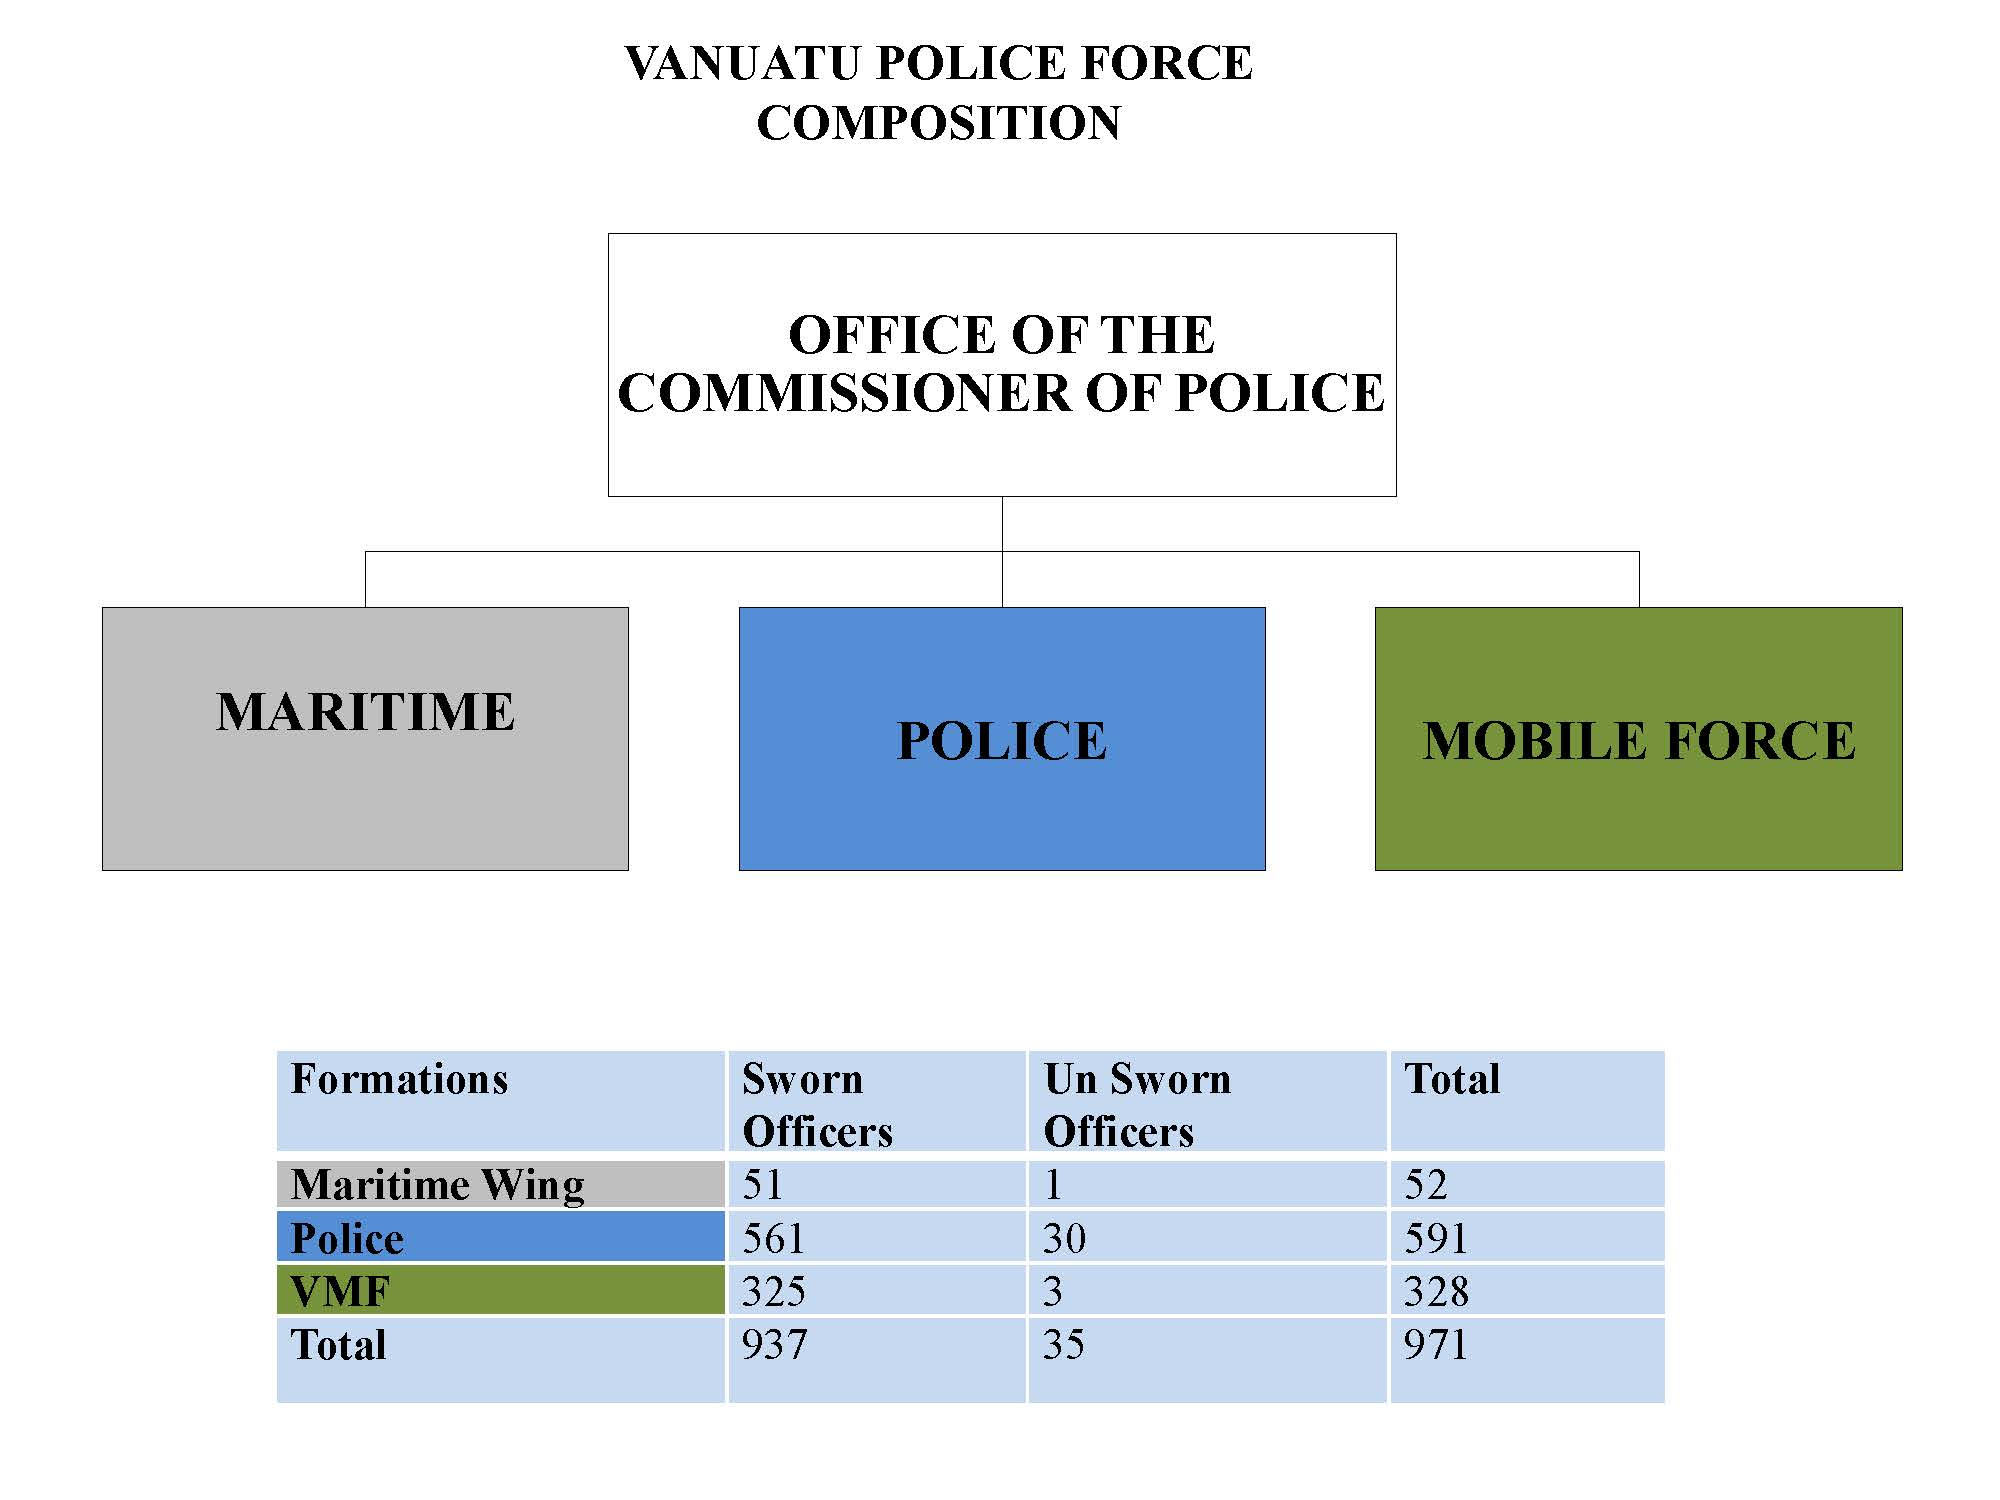 VANUATU POLICE FORCE
COMPOSITION
OFFICE OF THE
COMMISSIONER OF POLICE
MARITIME
POLICE
MOBILE FORCE
Formations Sworn Officers Un Sworn Officers Total
Maritime Wing 51 1 52
Police 561 30 591
VMF 325 3 328
Total 937 35 971